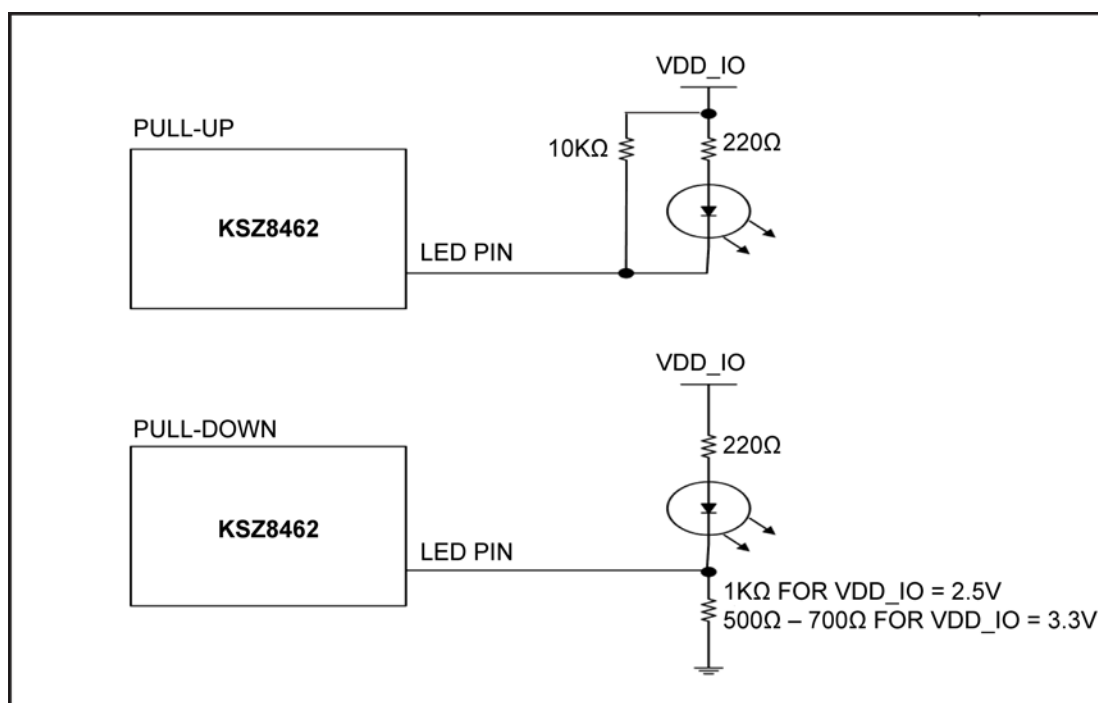 VDD_IO
PULL-UP
10KΩ
220Ω
KSZ8462
LED PIN
VDD_IO
PULL-DOWN
220Ω
KSZ8462
LED PIN
1KΩ FOR VDD_IO = 2.5V
500Ω – 700Ω FOR VDD_IO = 3.3V